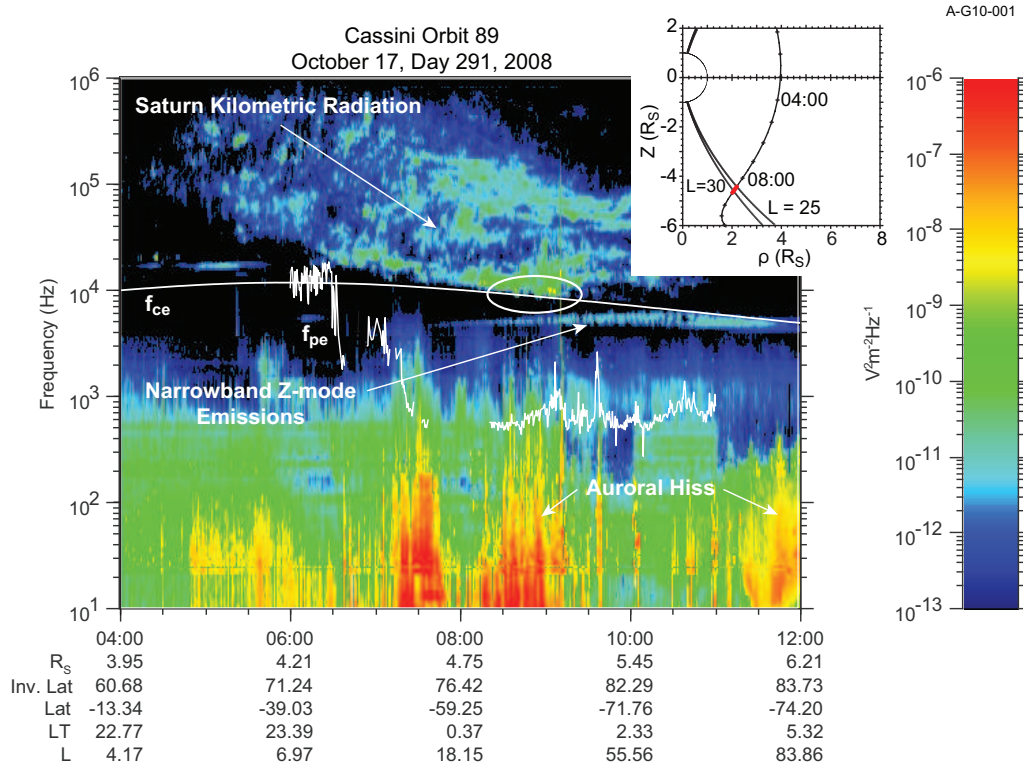 A-G10-001
Cassini Orbit 89
October 17, Day 291, 2008
Saturn Kilometric Radiation
Frequency (Hz)
10^6
10^5
10^4
10^3
10^2
10^1
f_ce
f_pe
Narrowband Z-mode
Emissions
Auroral Hiss
Z (R_S)
2
0
-2
-4
-6
04:00
08:00
L=30
L = 25
0 2 4 6 8
ρ (R_S)
10^-6
10^-7
10^-8
10^-9
10^-10
10^-11
10^-12
10^-13
V²m⁻²Hz⁻¹
04:00 06:00 08:00 10:00 12:00
R_S 3.95 4.21 4.75 5.45 6.21
Inv. Lat 60.68 71.24 76.42 82.29 83.73
Lat -13.34 -39.03 -59.25 -71.76 -74.20
LT 22.77 23.39 0.37 2.33 5.32
L 4.17 6.97 18.15 55.56 83.86